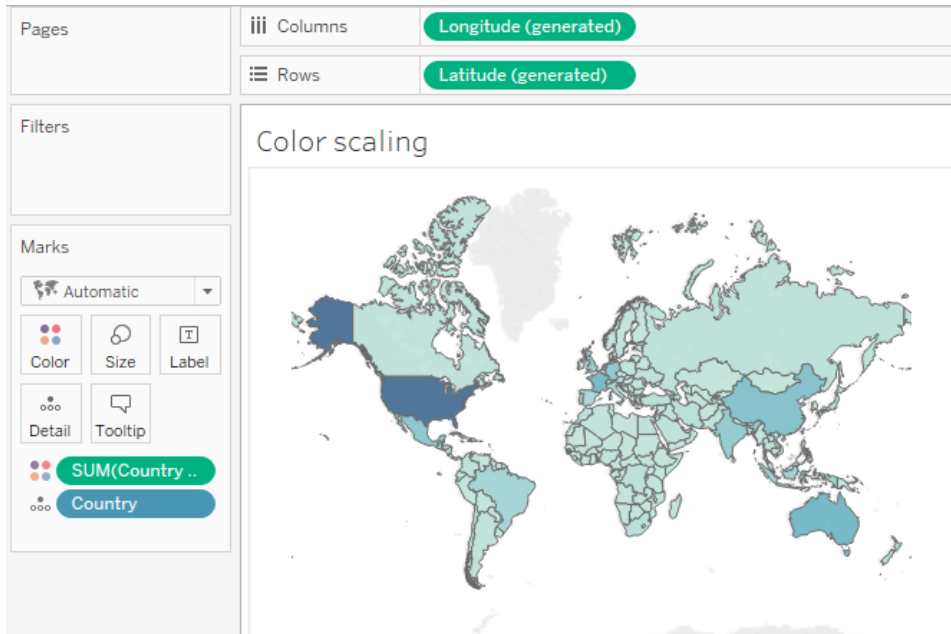 Pages
Columns
Longitude (generated)
Rows
Latitude (generated)
Filters
Color scaling
Marks
Automatic
Color
Size
T
Label
Detail
Tooltip
SUM(Country ..
Country